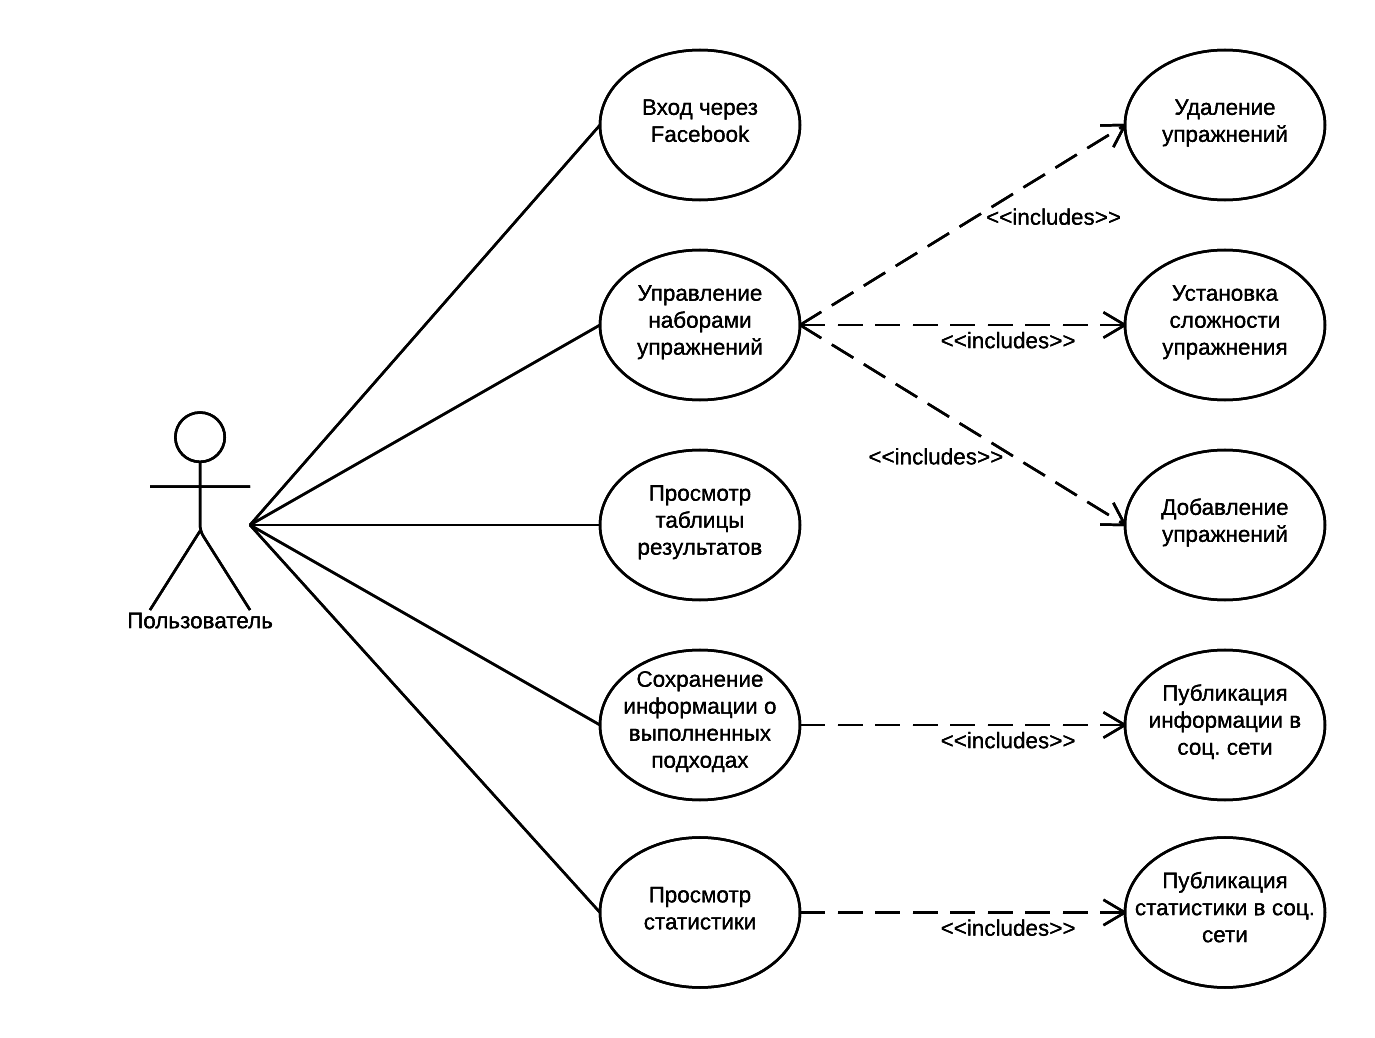 Вход через
Facebook
Удаление
упражнений
<<includes>>
Управление
наборами
упражнений
<<includes>>
Установка
сложности
упражнения
<<includes>>
Просмотр
таблицы
результатов
Добавление
упражнений
Пользователь
Сохранение
информации о
выполненных
подходах
<<includes>>
Публикация
информации в
соц. сети
Просмотр
статистики
<<includes>>
Публикация
статистики в соц.
сети